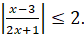 |x−3/2x+1| ≤ 2.